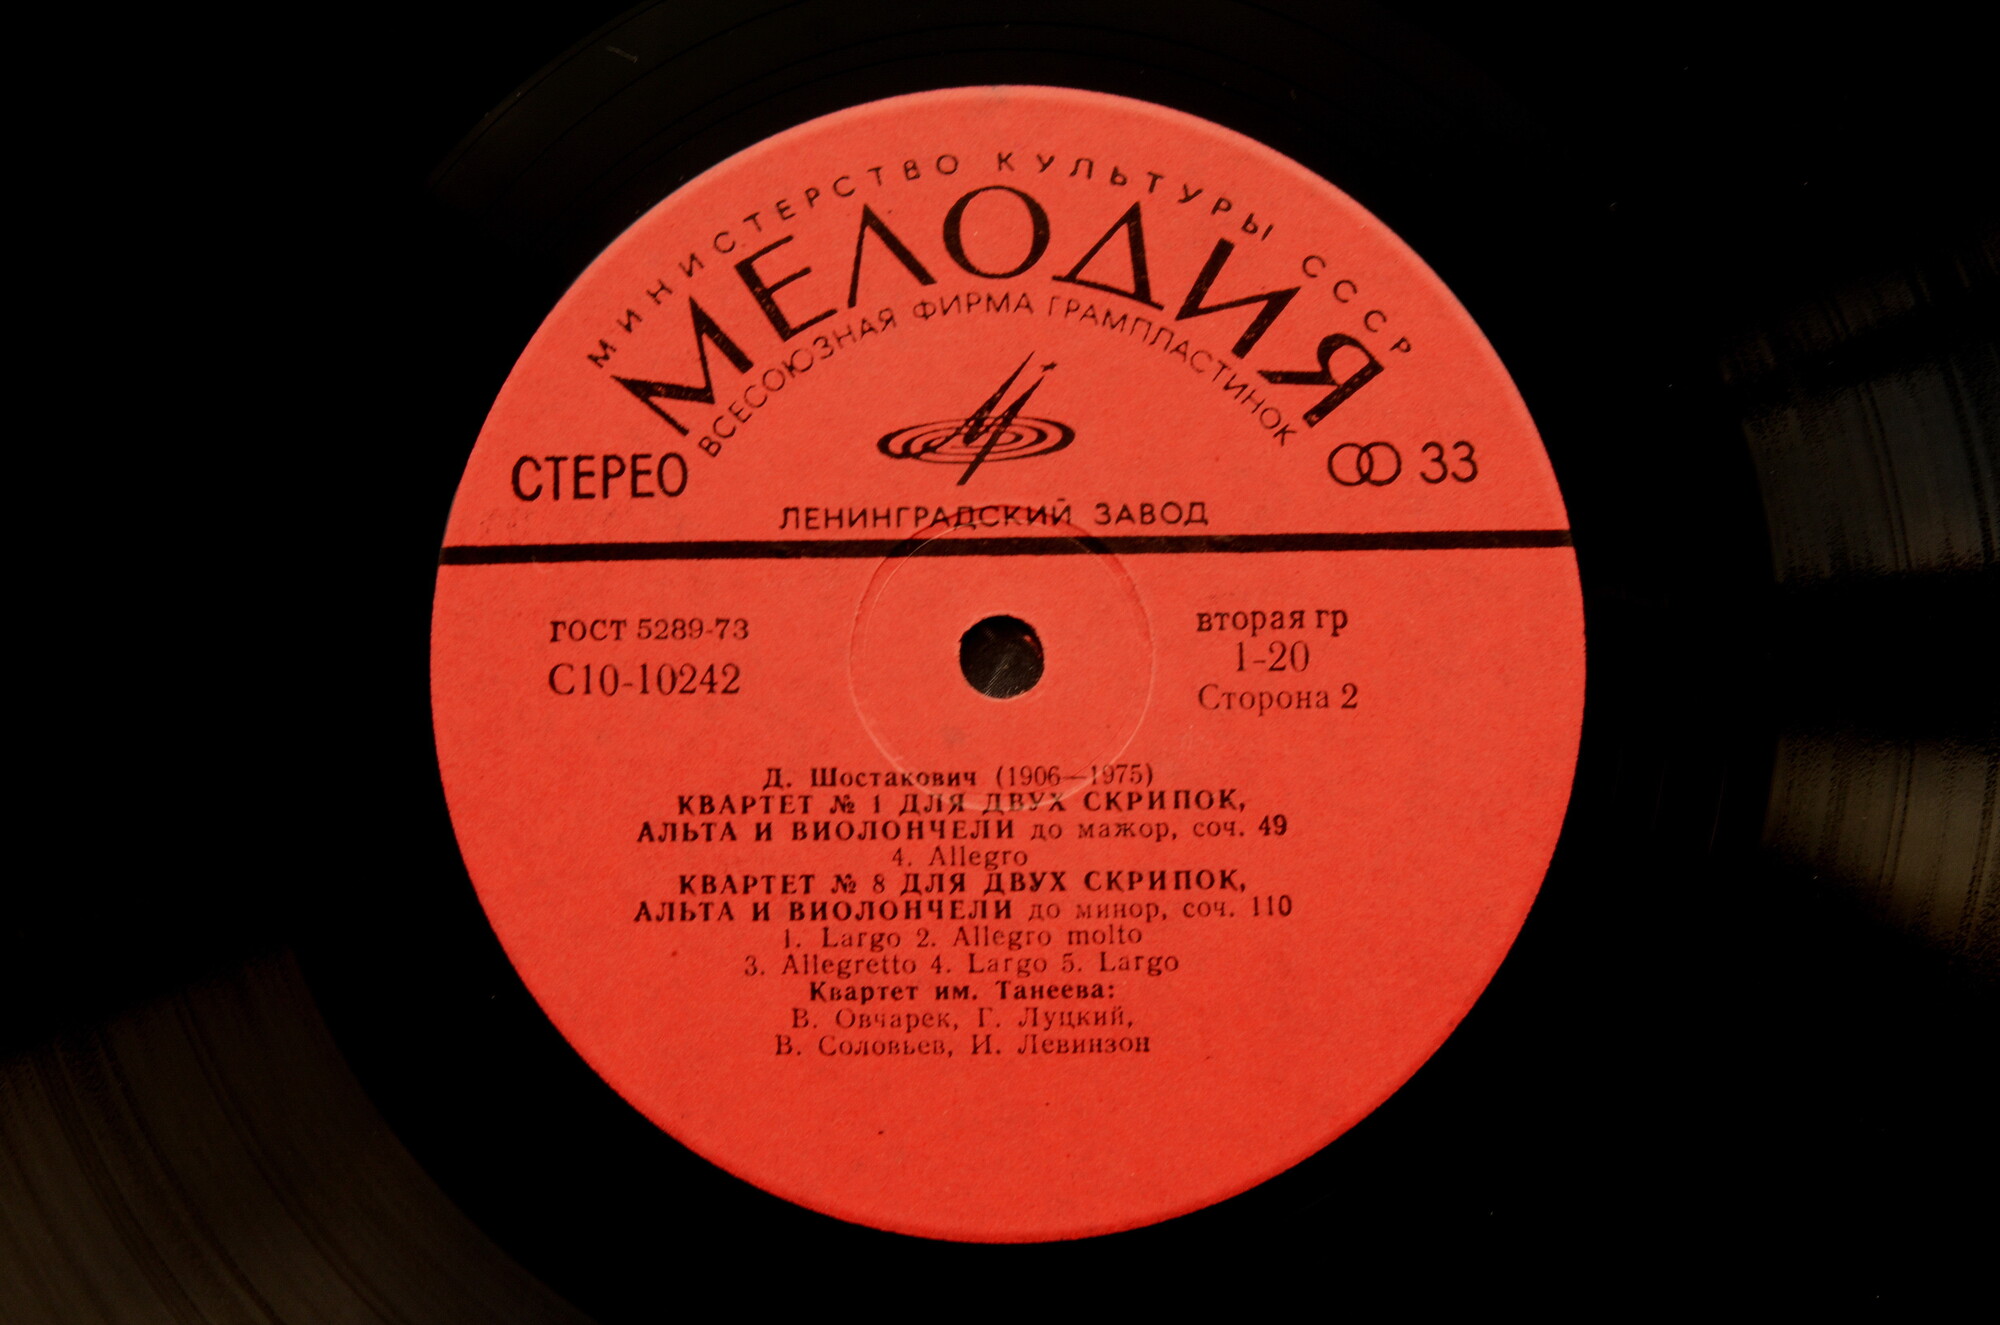 МИНИСТЕРСТВО КУЛЬТУРЫ СССР
МЕЛОДИЯ
ВСЕСОЮЗНАЯ ФИРМА ГРАМПЛАСТИНОК
СТЕРЕО
33
ЛЕНИНГРАДСКИЙ ЗАВОД
ГОСТ 5289-73
С10-10242
вторая гр
1-20
Сторона 2
Д. Шостакович (1906—1975)
КВАРТЕТ № 1 ДЛЯ ДВУХ СКРИПОК,
АЛЬТА И ВИОЛОНЧЕЛИ до мажор, соч. 49
4. Allegro
КВАРТЕТ № 8 ДЛЯ ДВУХ СКРИПОК,
АЛЬТА И ВИОЛОНЧЕЛИ до минор, соч. 110
1. Largo 2. Allegro molto
3. Allegretto 4. Largo 5. Largo
Квартет им. Танеева:
В. Овчарек, Г. Луцкий,
В. Соловьев, И. Левинзон